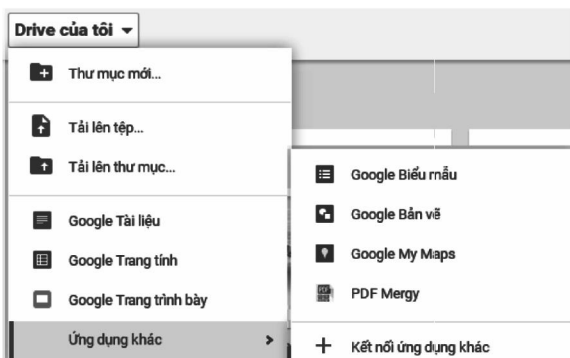 Drive của tôi
Thư mục mới...
Tải lên tệp...
Tải lên thư mục...
Google Tài liệu
Google Trang tính
Google Trang trình bày
Ứng dụng khác
Google Biểu mẫu
Google Bản vẽ
Google My Maps
PDF Mergy
Kết nối ứng dụng khác